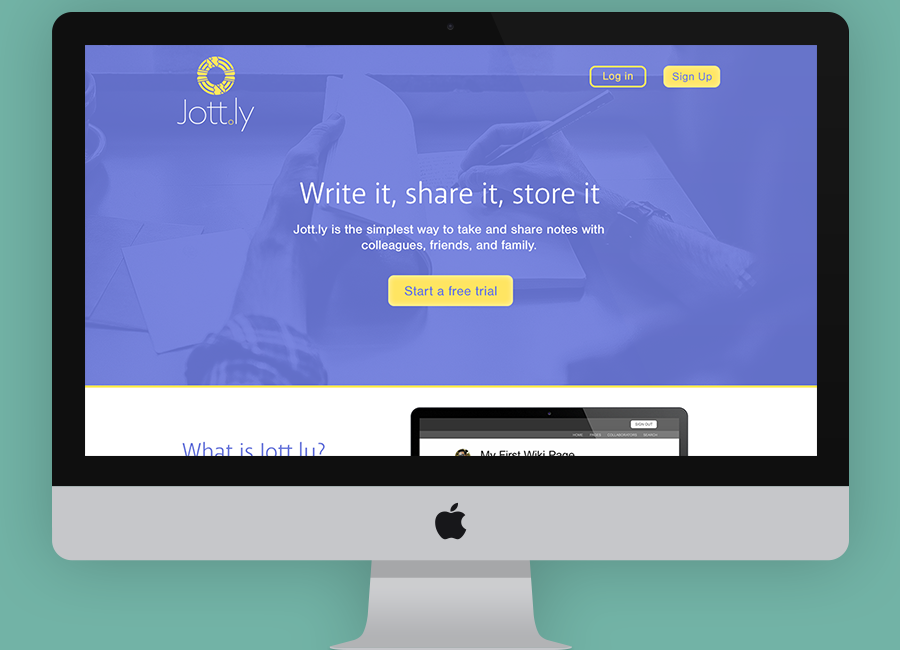 Jott.ly
Log in
Sign Up
Write it, share it, store it
Jott.ly is the simplest way to take and share notes with
colleagues, friends, and family.
Start a free trial
What is Jott.ly?
SIGN OUT
HOME PAGES COLLABORATORS SEARCH
My First Wiki Page